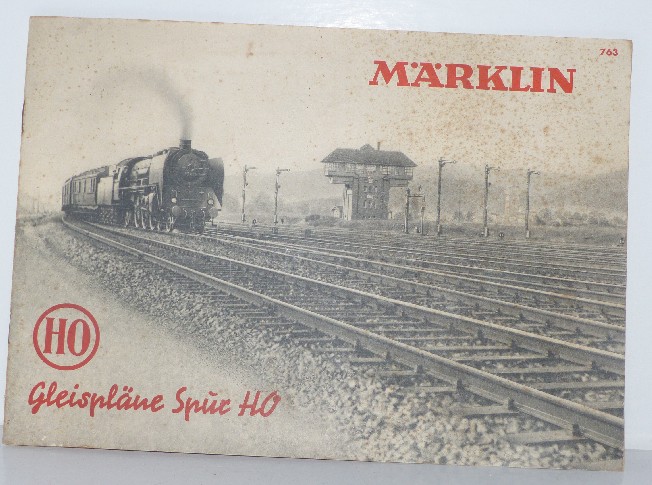 763
MÄRKLIN
HO
Gleispläne Spur HO